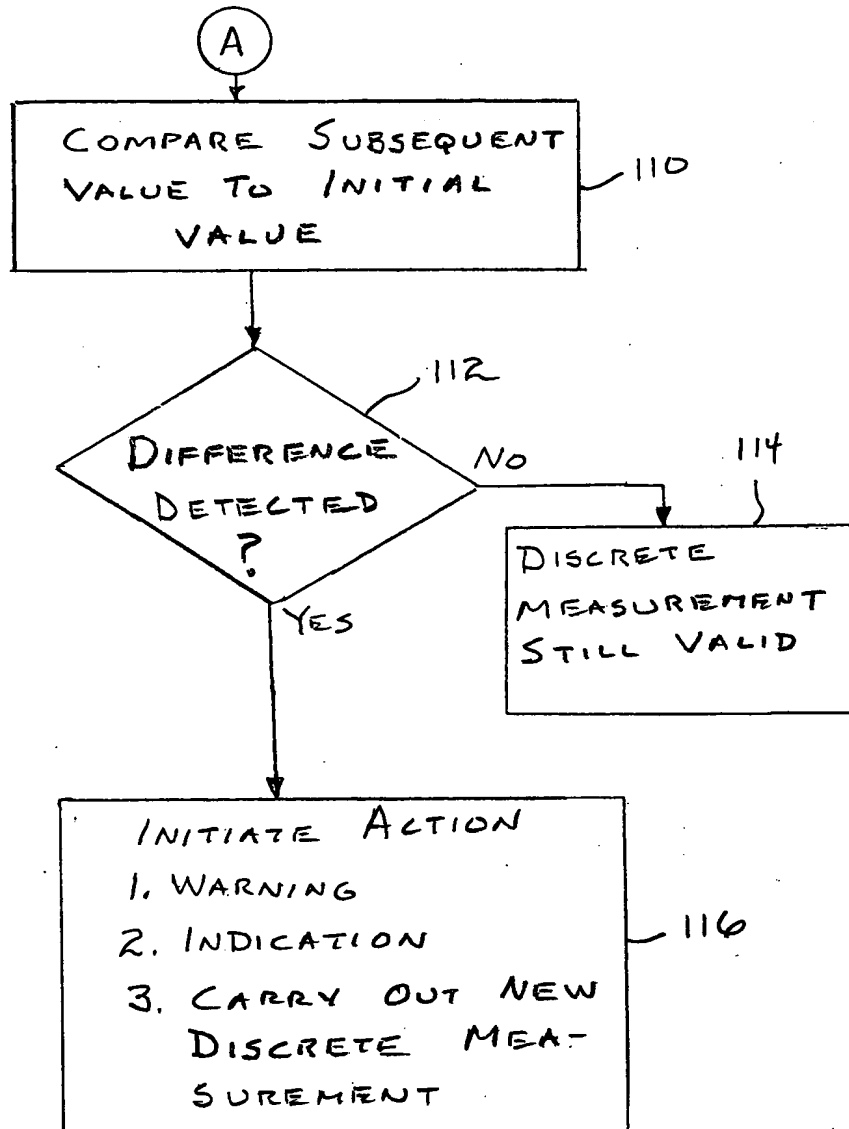 A
COMPARE SUBSEQUENT
VALUE TO INITIAL
VALUE
110
112
DIFFERENCE
DETECTED
?
NO
YES
114
DISCRETE
MEASUREMENT
STILL VALID
INITIATE ACTION
1. WARNING
2. INDICATION
3. CARRY OUT NEW
DISCRETE MEA-
SUREMENT
116